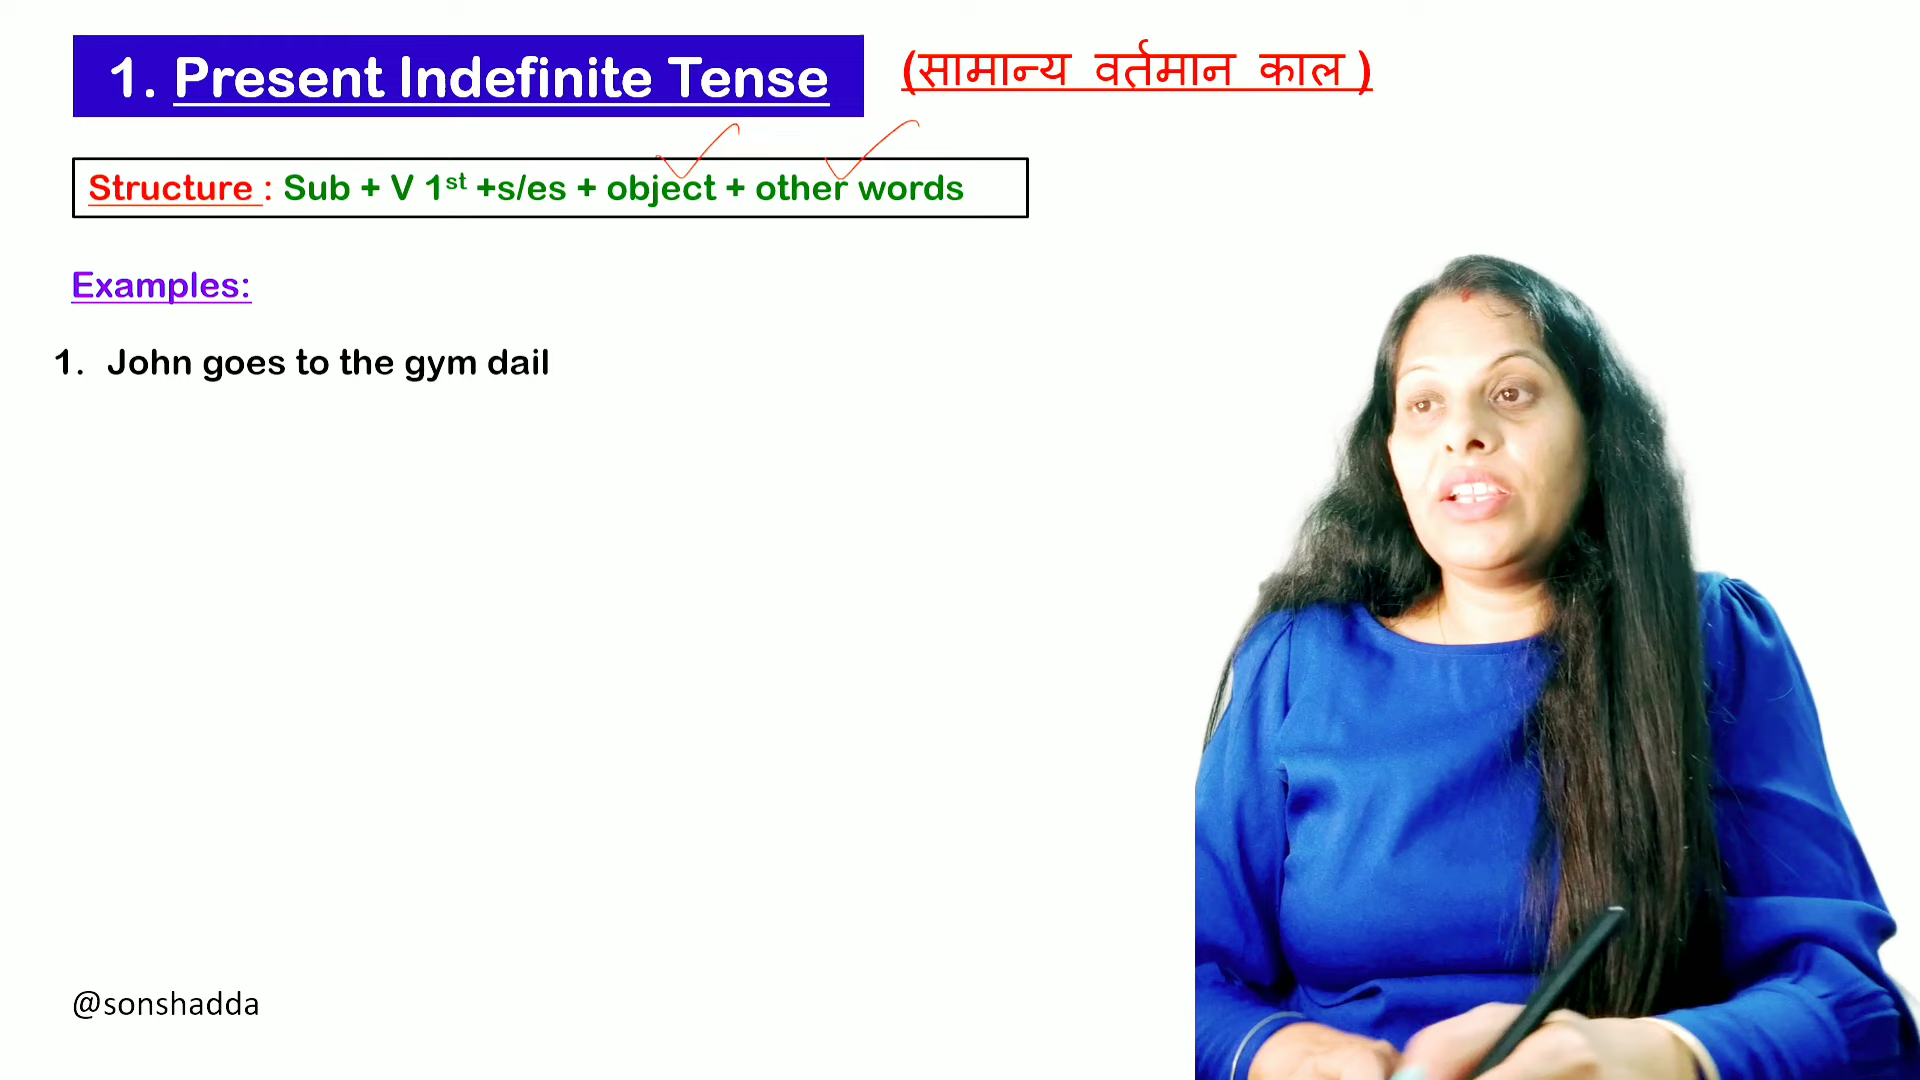 1. Present Indefinite Tense (सामान्य वर्तमान काल )
Structure : Sub + V 1st +s/es + object + other words
Examples:
1. John goes to the gym dail
@sonshadda